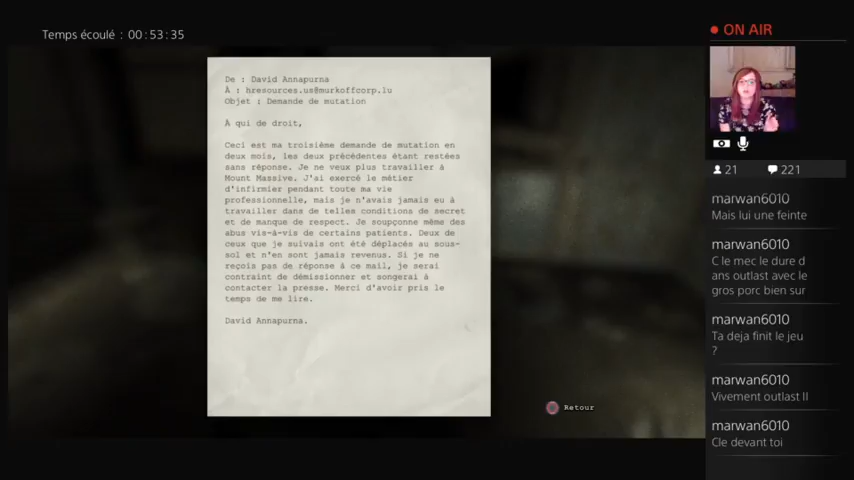 Temps écoulé : 00:53:35
De : David Annapurna
À : hresources.us@murkoffcorp.lu
Objet : Demande de mutation
À qui de droit,
Ceci est ma troisième demande de mutation en
deux mois, les deux précédentes étant restées
sans réponse. Je ne veux plus travailler à
Mount Massive. J'ai exercé le métier
d'infirmier pendant toute ma vie
professionnelle, mais je n'avais jamais eu à
travailler dans de telles conditions de secret
et de manque de respect. Je soupçonne même des
abus vis-à-vis de certains patients. Deux de
ceux que je suivais ont été déplacés au sous-
sol et n'en sont jamais revenus. Si je ne
reçois pas de réponse à ce mail, je serai
contraint de démissionner et songerai à
contacter la presse. Merci d'avoir pris le
temps de me lire.
David Annapurna.
Retour
ON AIR
21 221
marwan6010
Mais lui une feinte
marwan6010
C le mec le dure d
ans outlast avec le
gros porc bien sur
marwan6010
Ta deja finit le jeu
?
marwan6010
Vivement outlast II
marwan6010
Cle devant toi